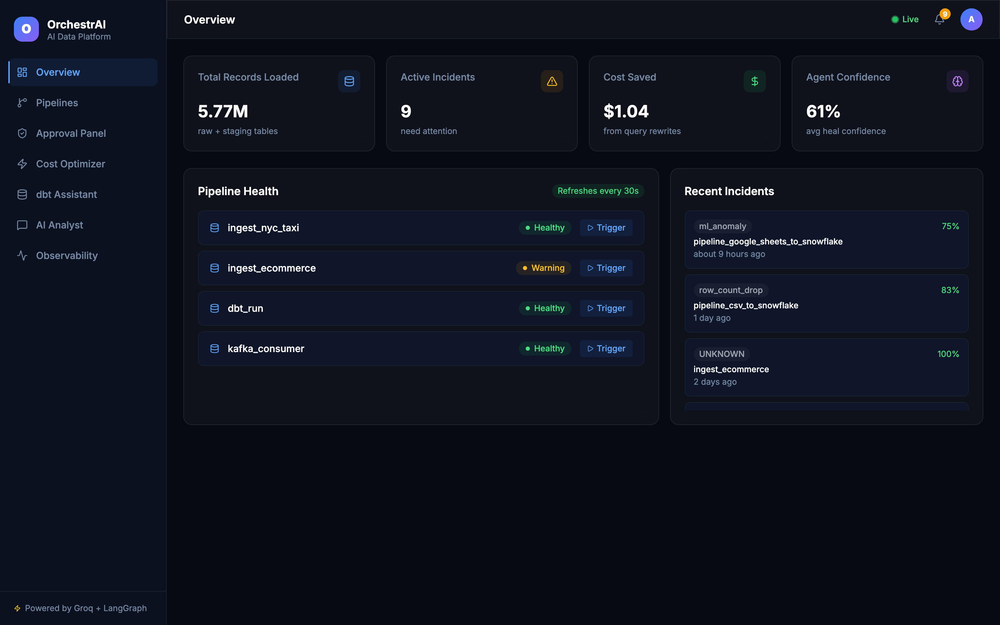 O
OrchestrAI
AI Data Platform
Overview
Pipelines
Approval Panel
Cost Optimizer
dbt Assistant
AI Analyst
Observability
Powered by Groq + LangGraph
Overview
Live
9
A
Total Records Loaded
5.77M
raw + staging tables
Active Incidents
9
need attention
Cost Saved
$1.04
from query rewrites
Agent Confidence
61%
avg heal confidence
Pipeline Health
Refreshes every 30s
ingest_nyc_taxi
Healthy
Trigger
ingest_ecommerce
Warning
Trigger
dbt_run
Healthy
Trigger
kafka_consumer
Healthy
Trigger
Recent Incidents
ml_anomaly
75%
pipeline_google_sheets_to_snowflake
about 9 hours ago
row_count_drop
83%
pipeline_csv_to_snowflake
1 day ago
UNKNOWN
100%
ingest_ecommerce
2 days ago